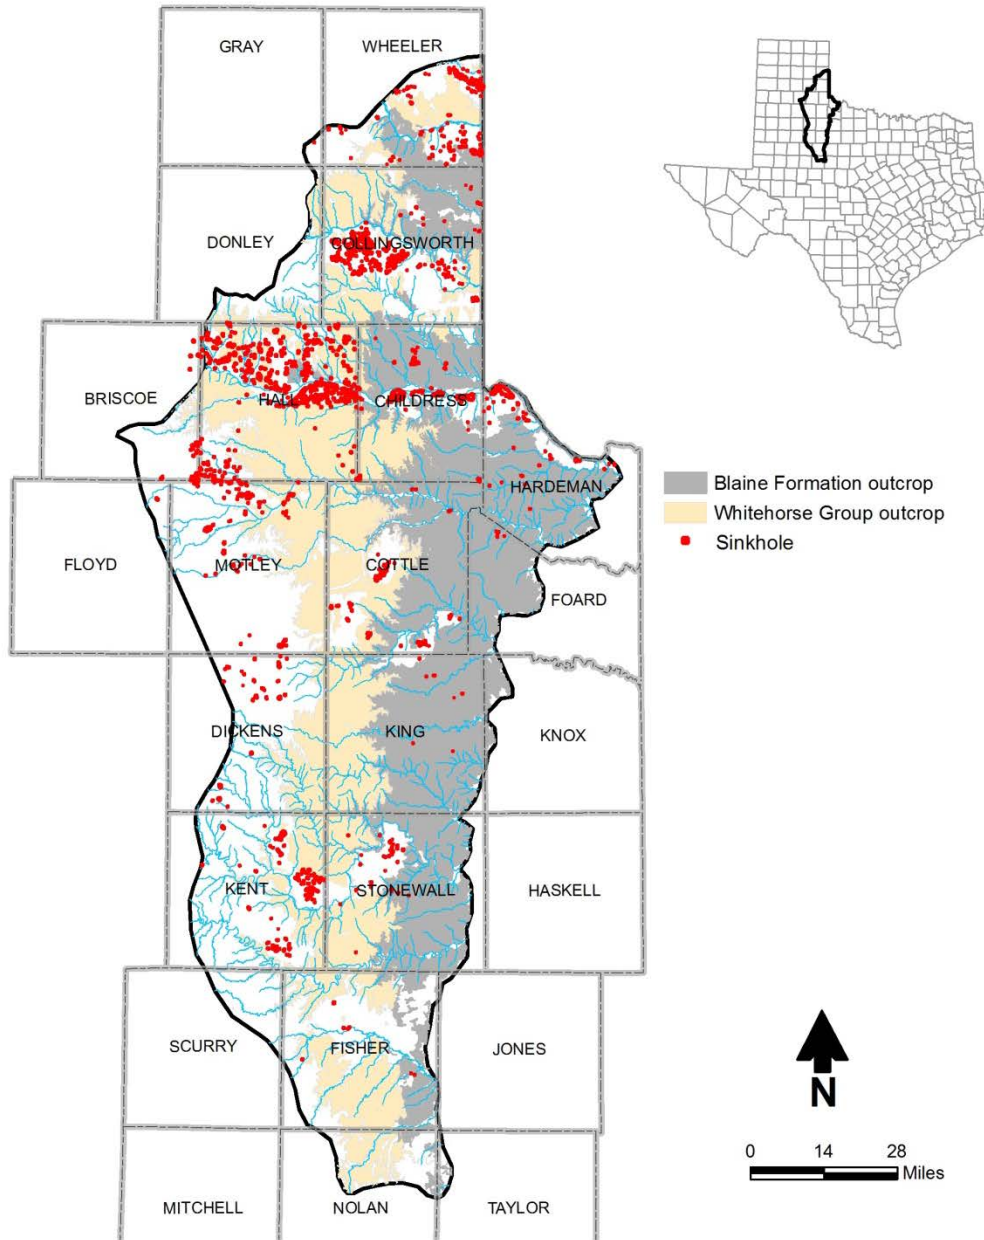 GRAY
WHEELER
DONLEY
COLLINGSWORTH
BRISCOE
HALL
CHILDRESS
HARDEMAN
Blaine Formation outcrop
Whitehorse Group outcrop
Sinkhole
FLOYD
MOTLEY
COTTLE
FOARD
DICKENS
KING
KNOX
KENT
STONEWALL
HASKELL
SCURRY
FISHER
JONES
N
0 14 28
Miles
MITCHELL
NOLAN
TAYLOR